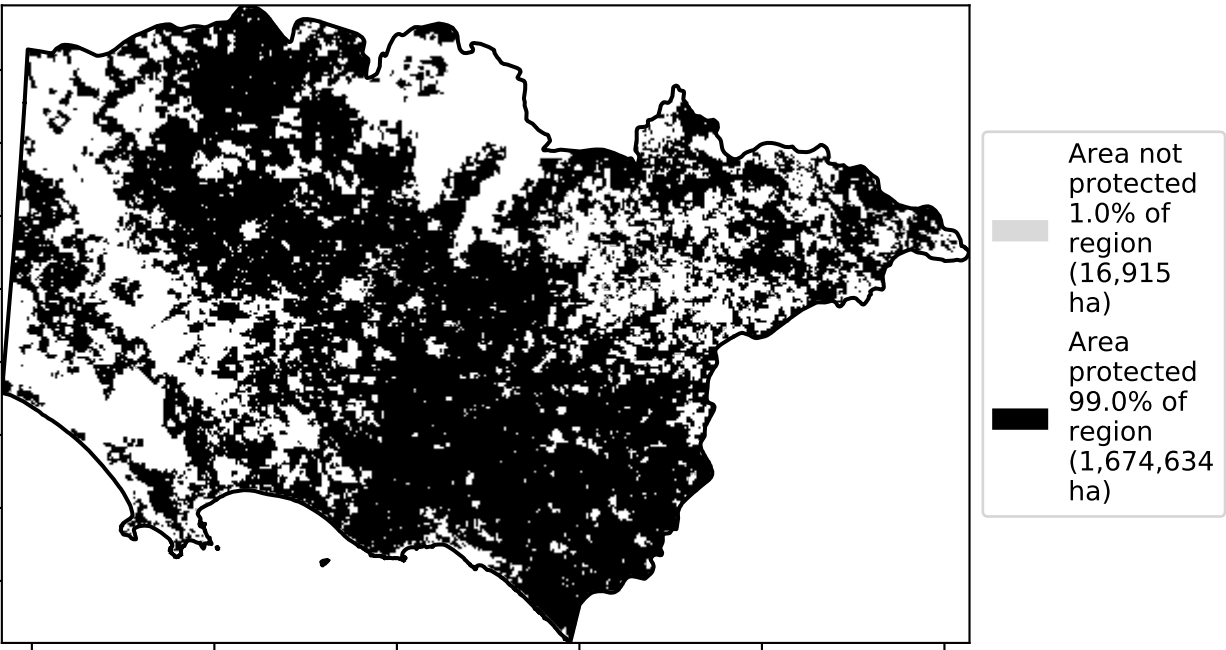 Area not
protected
1.0% of
region
(16,915
ha)
Area
protected
99.0% of
region
(1,674,634
ha)